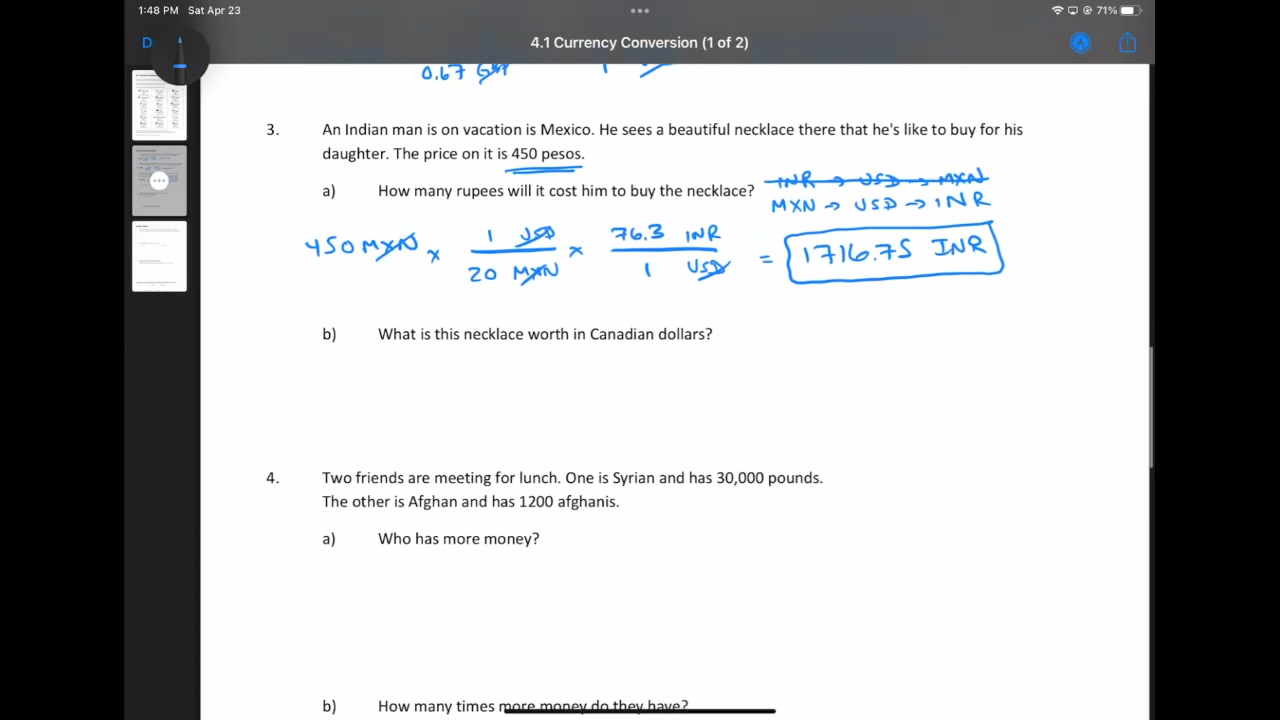 1:48 PM Sat Apr 23
71%
D
4.1 Currency Conversion (1 of 2)
0.67
1
3. An Indian man is on vacation is Mexico. He sees a beautiful necklace there that he's like to buy for his
daughter. The price on it is 450 pesos.
a) How many rupees will it cost him to buy the necklace?
INR → USD → MXN
MXN → USD → INR
450 MXN × 1 USD / 20 MXN × 76.3 INR / 1 USD = 1716.75 INR
b) What is this necklace worth in Canadian dollars?
4. Two friends are meeting for lunch. One is Syrian and has 30,000 pounds.
The other is Afghan and has 1200 afghanis.
a) Who has more money?
b) How many times more money do they have?